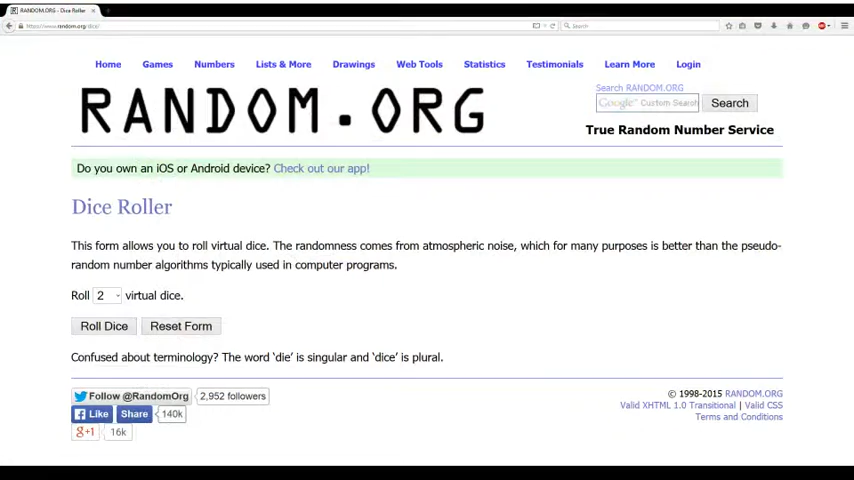 RANDOM.ORG - Dice Roller
https://www.random.org/dice/
Search
Home Games Numbers Lists & More Drawings Web Tools Statistics Testimonials Learn More Login
RANDOM.ORG
Search RANDOM.ORG
Google™ Custom Search Search
True Random Number Service
Do you own an iOS or Android device? Check out our app!
Dice Roller
This form allows you to roll virtual dice. The randomness comes from atmospheric noise, which for many purposes is better than the pseudo-
random number algorithms typically used in computer programs.
Roll 2 virtual dice.
Roll Dice Reset Form
Confused about terminology? The word ‘die’ is singular and ‘dice’ is plural.
Follow @RandomOrg 2,952 followers
Like Share 140k
g+1 16k
© 1998-2015 RANDOM.ORG
Valid XHTML 1.0 Transitional | Valid CSS
Terms and Conditions